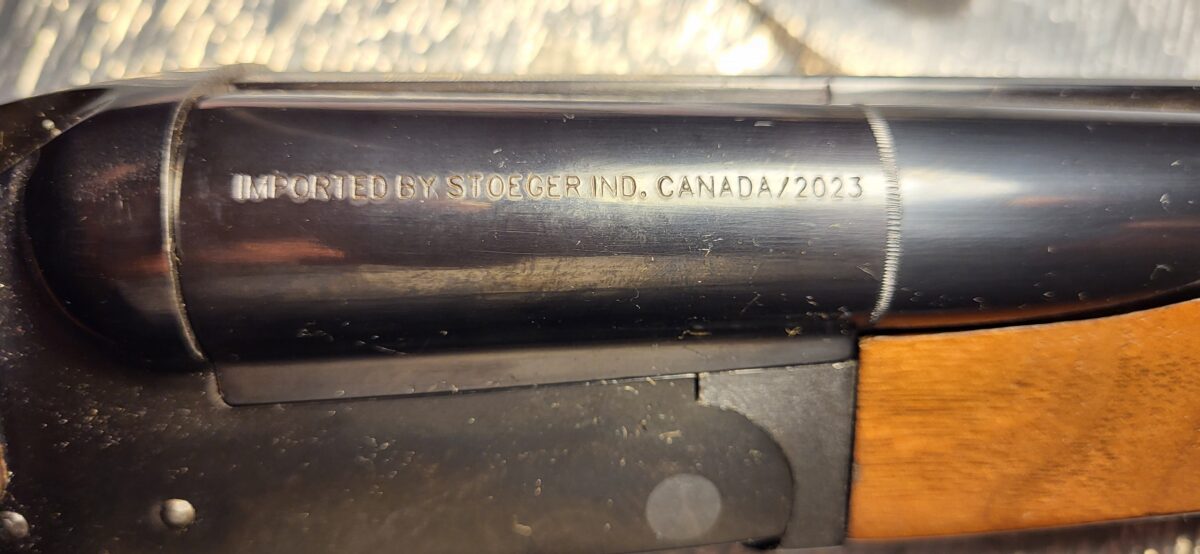 IMPORTED BY STOEGER IND. CANADA/2023